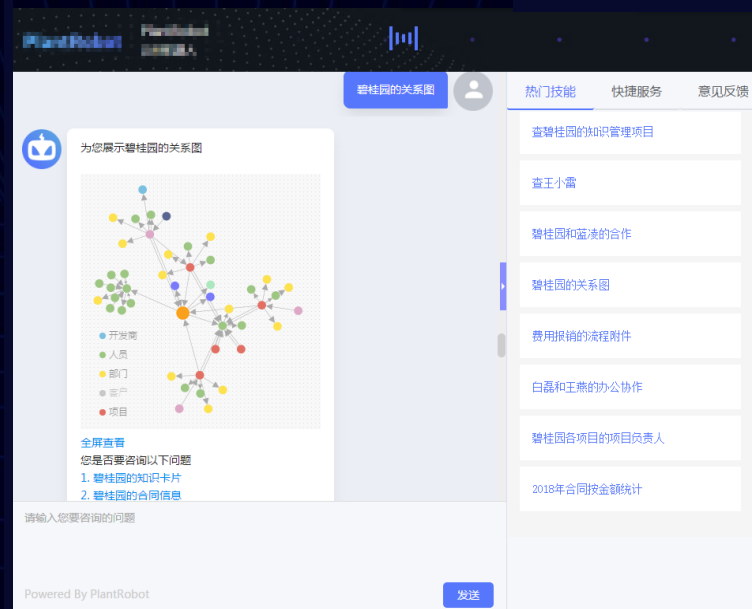 PlantRobot
碧桂园的关系图
为您展示碧桂园的关系图
开发商
人员
部门
客户
项目
全屏查看
您是否要咨询以下问题
1. 碧桂园的知识卡片
2. 碧桂园的合同信息
请输入您要咨询的问题
Powered By PlantRobot
发送
热门技能 快捷服务 意见反馈
查碧桂园的知识管理项目
查王小雷
碧桂园和蓝凌的合作
碧桂园的关系图
费用报销的流程附件
白磊和王燕的办公协作
碧桂园各项目的项目负责人
2018年合同按金额统计